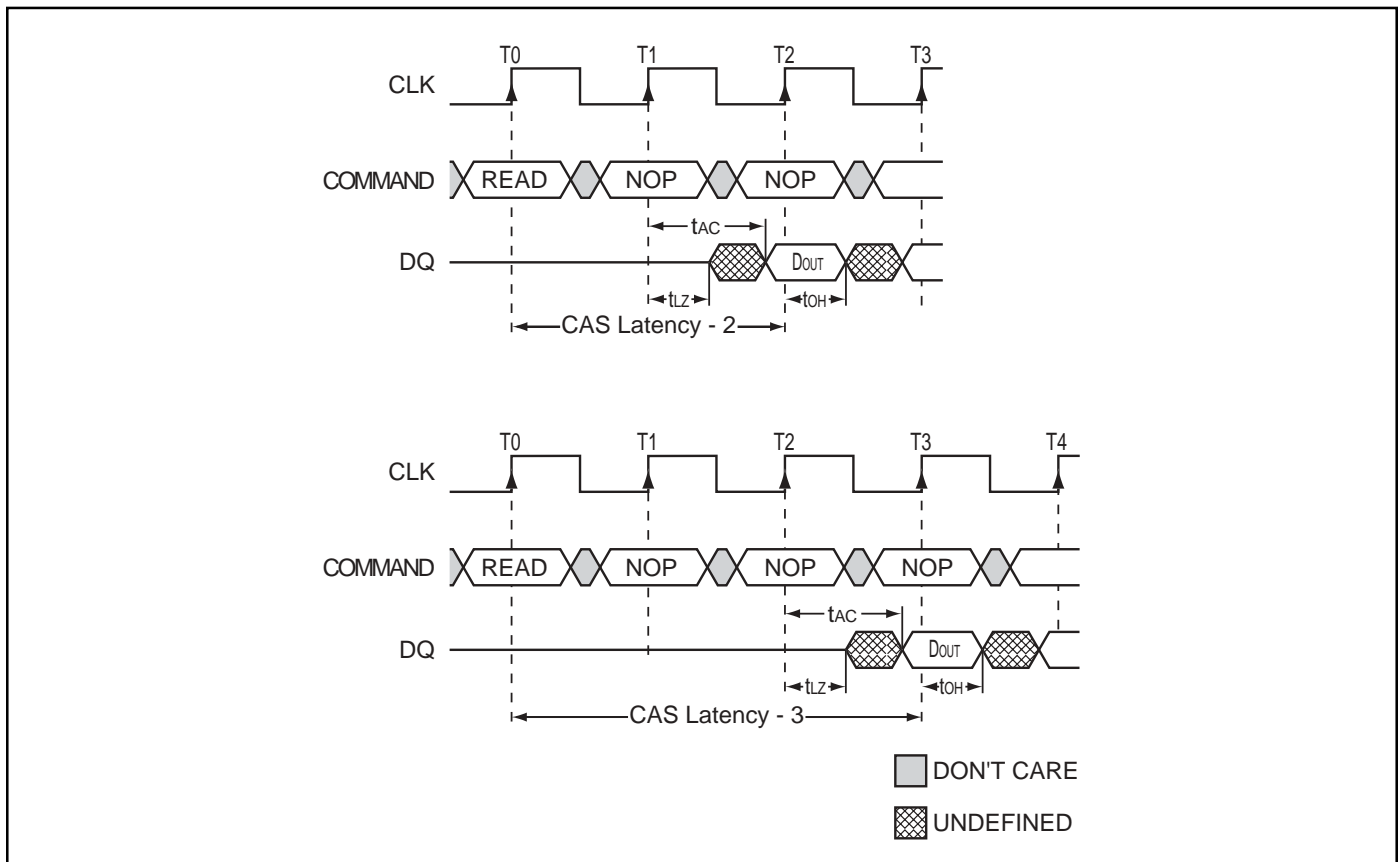 T0 T1 T2 T3
CLK
COMMAND READ NOP NOP
tAC
DQ DOUT
tLZ tOH
CAS Latency - 2
T0 T1 T2 T3 T4
CLK
COMMAND READ NOP NOP NOP
tAC
DQ DOUT
tLZ tOH
CAS Latency - 3
DON'T CARE
UNDEFINED